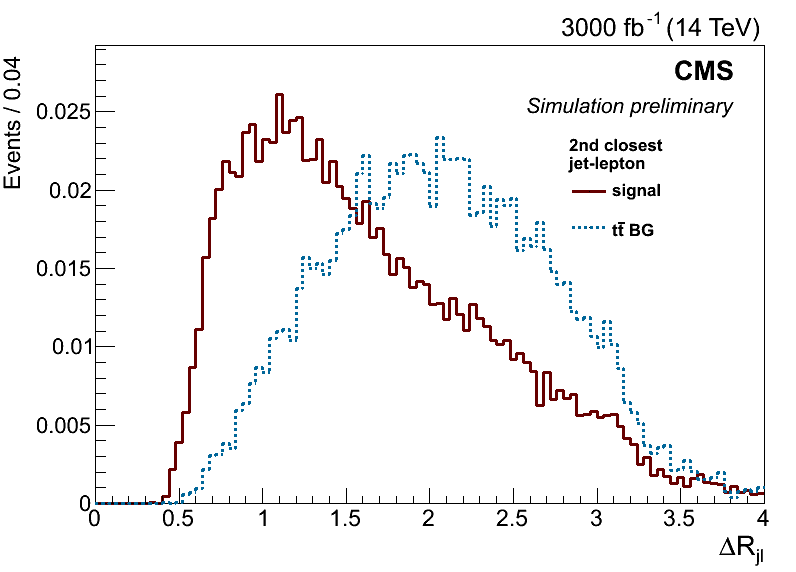 3000 fb⁻¹ (14 TeV)
Events / 0.04
CMS
Simulation preliminary
2nd closest
jet-lepton
signal
tt̄ BG
0.025
0.02
0.015
0.01
0.005
0
0 0.5 1 1.5 2 2.5 3 3.5 4
ΔR_jl